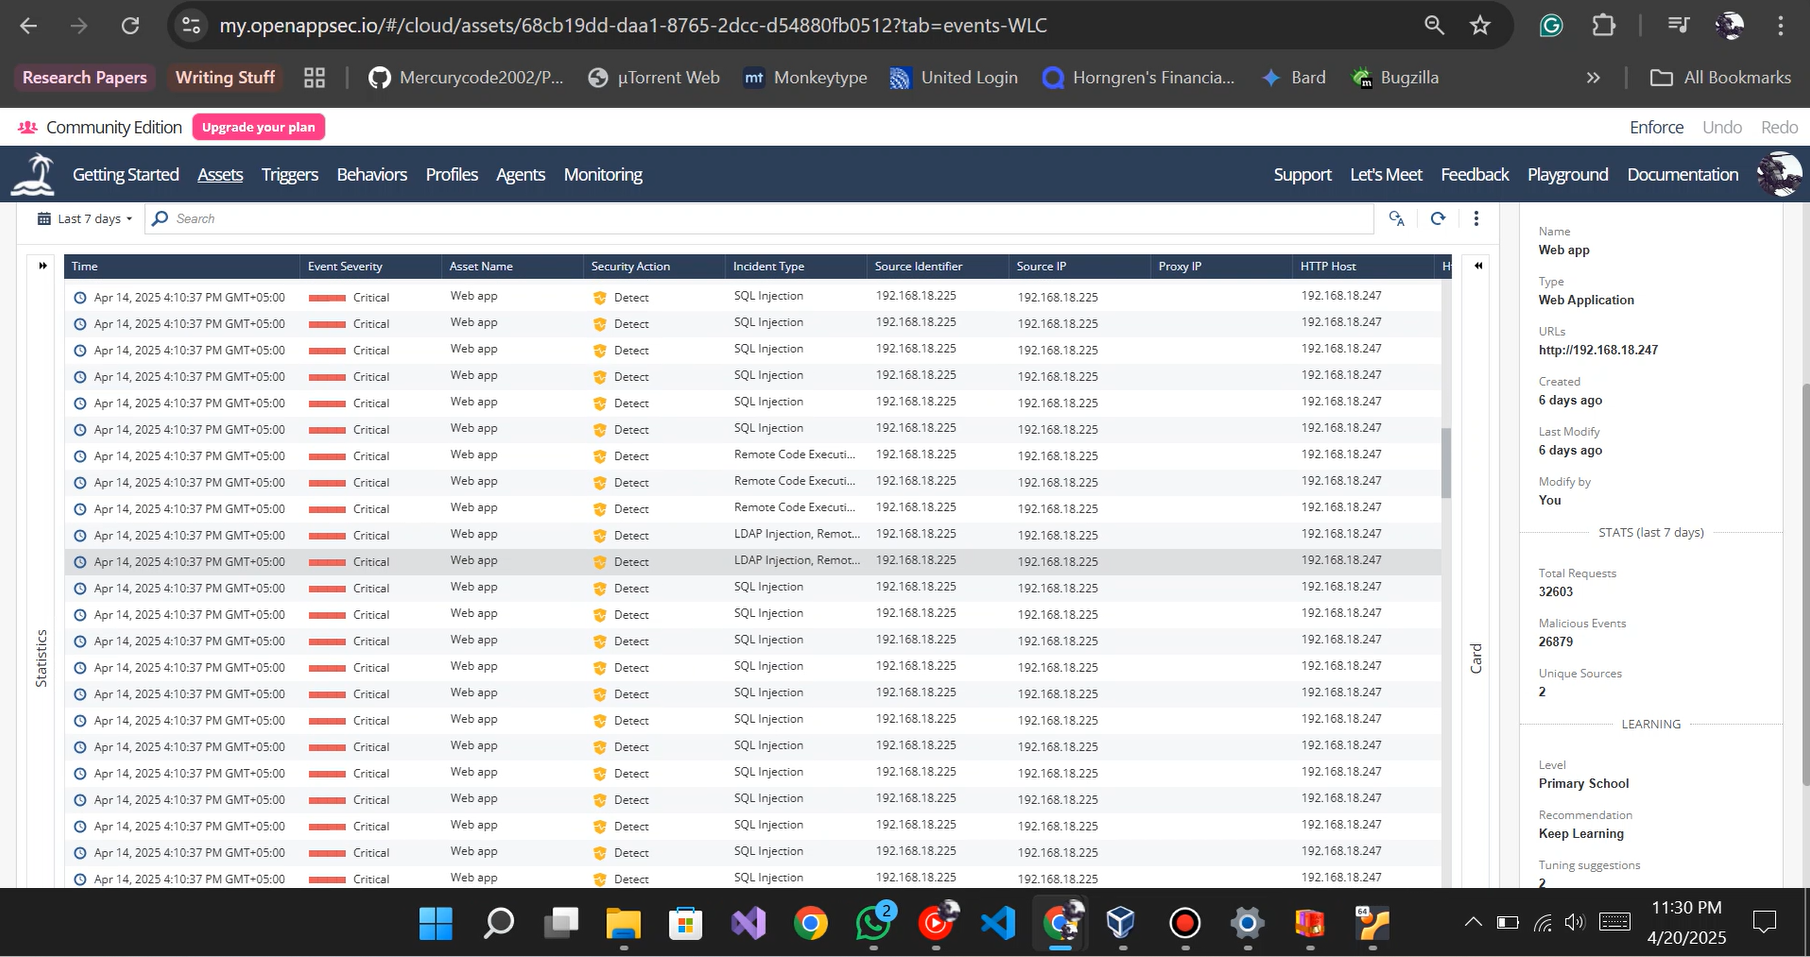 my.openappsec.io/#/cloud/assets/68cb19dd-daa1-8765-2dcc-d54880fb0512?tab=events-WLC
Research Papers Writing Stuff Mercurycode2002/P... µTorrent Web mt Monkeytype United Login Horngren's Financia... Bard Bugzilla » All Bookmarks
Community Edition Upgrade your plan Enforce Undo Redo
Getting Started Assets Triggers Behaviors Profiles Agents Monitoring Support Let's Meet Feedback Playground Documentation
Last 7 days Search
Time Event Severity Asset Name Security Action Incident Type Source Identifier Source IP Proxy IP HTTP Host H
Apr 14, 2025 4:10:37 PM GMT+05:00 Critical Web app Detect SQL Injection 192.168.18.225 192.168.18.225 192.168.18.247
Apr 14, 2025 4:10:37 PM GMT+05:00 Critical Web app Detect SQL Injection 192.168.18.225 192.168.18.225 192.168.18.247
Apr 14, 2025 4:10:37 PM GMT+05:00 Critical Web app Detect SQL Injection 192.168.18.225 192.168.18.225 192.168.18.247
Apr 14, 2025 4:10:37 PM GMT+05:00 Critical Web app Detect SQL Injection 192.168.18.225 192.168.18.225 192.168.18.247
Apr 14, 2025 4:10:37 PM GMT+05:00 Critical Web app Detect SQL Injection 192.168.18.225 192.168.18.225 192.168.18.247
Apr 14, 2025 4:10:37 PM GMT+05:00 Critical Web app Detect SQL Injection 192.168.18.225 192.168.18.225 192.168.18.247
Apr 14, 2025 4:10:37 PM GMT+05:00 Critical Web app Detect Remote Code Executi... 192.168.18.225 192.168.18.225 192.168.18.247
Apr 14, 2025 4:10:37 PM GMT+05:00 Critical Web app Detect Remote Code Executi... 192.168.18.225 192.168.18.225 192.168.18.247
Apr 14, 2025 4:10:37 PM GMT+05:00 Critical Web app Detect Remote Code Executi... 192.168.18.225 192.168.18.225 192.168.18.247
Apr 14, 2025 4:10:37 PM GMT+05:00 Critical Web app Detect LDAP Injection, Remot... 192.168.18.225 192.168.18.225 192.168.18.247
Apr 14, 2025 4:10:37 PM GMT+05:00 Critical Web app Detect LDAP Injection, Remot... 192.168.18.225 192.168.18.225 192.168.18.247
Apr 14, 2025 4:10:37 PM GMT+05:00 Critical Web app Detect SQL Injection 192.168.18.225 192.168.18.225 192.168.18.247
Apr 14, 2025 4:10:37 PM GMT+05:00 Critical Web app Detect SQL Injection 192.168.18.225 192.168.18.225 192.168.18.247
Apr 14, 2025 4:10:37 PM GMT+05:00 Critical Web app Detect SQL Injection 192.168.18.225 192.168.18.225 192.168.18.247
Apr 14, 2025 4:10:37 PM GMT+05:00 Critical Web app Detect SQL Injection 192.168.18.225 192.168.18.225 192.168.18.247
Apr 14, 2025 4:10:37 PM GMT+05:00 Critical Web app Detect SQL Injection 192.168.18.225 192.168.18.225 192.168.18.247
Apr 14, 2025 4:10:37 PM GMT+05:00 Critical Web app Detect SQL Injection 192.168.18.225 192.168.18.225 192.168.18.247
Apr 14, 2025 4:10:37 PM GMT+05:00 Critical Web app Detect SQL Injection 192.168.18.225 192.168.18.225 192.168.18.247
Apr 14, 2025 4:10:37 PM GMT+05:00 Critical Web app Detect SQL Injection 192.168.18.225 192.168.18.225 192.168.18.247
Apr 14, 2025 4:10:37 PM GMT+05:00 Critical Web app Detect SQL Injection 192.168.18.225 192.168.18.225 192.168.18.247
Apr 14, 2025 4:10:37 PM GMT+05:00 Critical Web app Detect SQL Injection 192.168.18.225 192.168.18.225 192.168.18.247
Apr 14, 2025 4:10:37 PM GMT+05:00 Critical Web app Detect SQL Injection 192.168.18.225 192.168.18.225 192.168.18.247
Apr 14, 2025 4:10:37 PM GMT+05:00 Critical Web app Detect SQL Injection 192.168.18.225 192.168.18.225 192.168.18.247
Statistics
Card
Name
Web app
Type
Web Application
URLs
http://192.168.18.247
Created
6 days ago
Last Modify
6 days ago
Modify by
You
STATS (last 7 days)
Total Requests
32603
Malicious Events
26879
Unique Sources
2
LEARNING
Level
Primary School
Recommendation
Keep Learning
Tuning suggestions
2
2
64
11:30 PM
4/20/2025